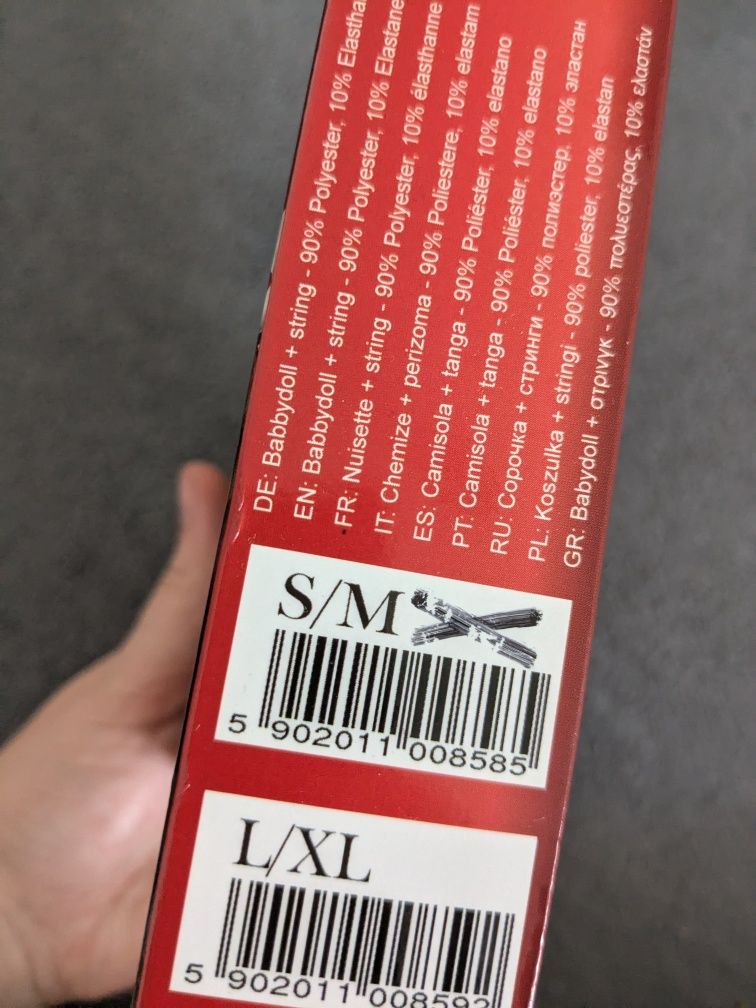 DE: Babbydoll + string - 90% Polyester, 10% Elastha
EN: Babbydoll + string - 90% Polyester, 10% Elastane
FR: Nuisette + string - 90% Polyester, 10% élasthanne
IT: Chemize + perizoma - 90% Poliestere, 10% elastam
ES: Camisola + tanga - 90% Poliéster, 10% elastano
PT: Camisola + tanga - 90% Poliéster, 10% elastano
RU: Сорочка + стринги - 90% полиэстер, 10% эластан
PL: Koszulka + stringi - 90% poliester, 10% elastan
GR: Babydoll + στρινγκ - 90% πολυεστέρας, 10% ελαστάν
S/M
5 902011 008585
L/XL
5 902011 008592